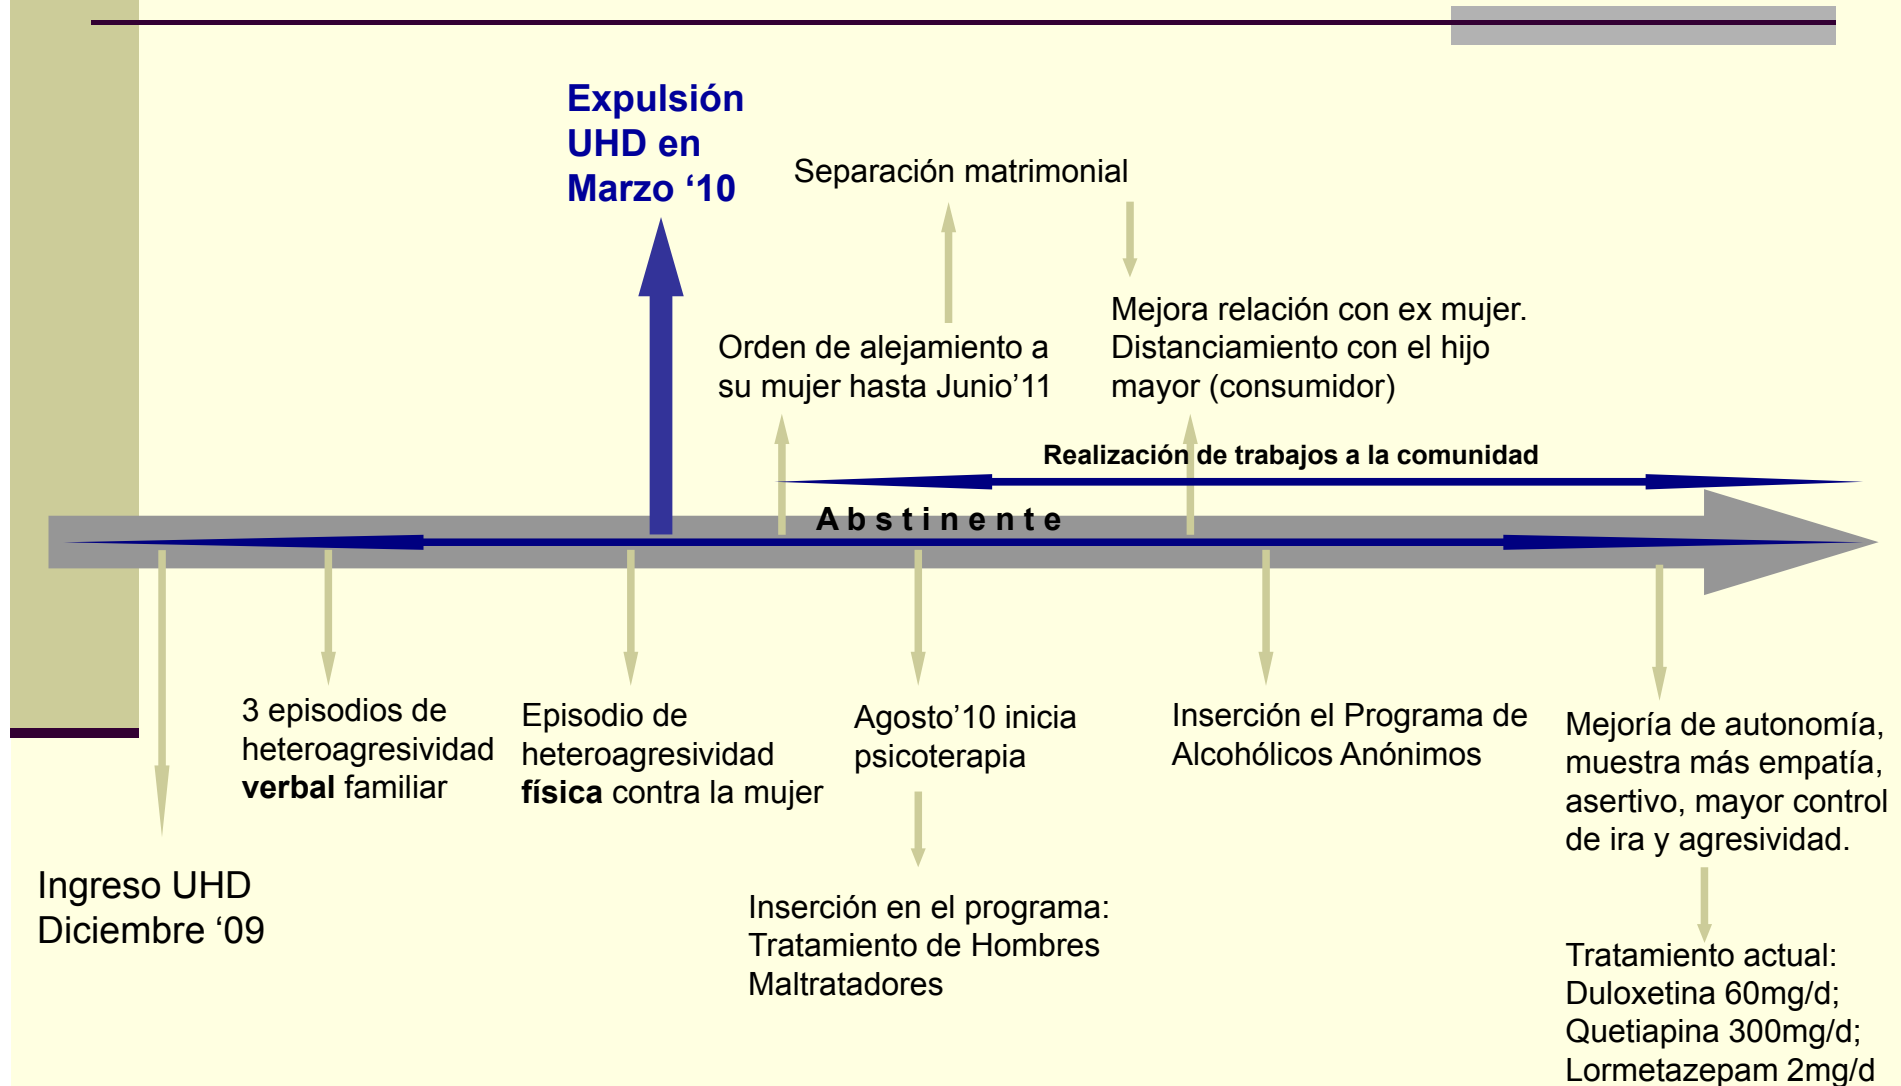 Expulsión
UHD en
Marzo ‘10
Separación matrimonial
Orden de alejamiento a
su mujer hasta Junio’11
Mejora relación con ex mujer.
Distanciamiento con el hijo
mayor (consumidor)
Realización de trabajos a la comunidad
A b s t i n e n t e
Ingreso UHD
Diciembre ‘09
3 episodios de
heteroagresividad
verbal familiar
Episodio de
heteroagresividad
física contra la mujer
Agosto’10 inicia
psicoterapia
Inserción en el programa:
Tratamiento de Hombres
Maltratadores
Inserción el Programa de
Alcohólicos Anónimos
Mejoría de autonomía,
muestra más empatía,
asertivo, mayor control
de ira y agresividad.
Tratamiento actual:
Duloxetina 60mg/d;
Quetiapina 300mg/d;
Lormetazepam 2mg/d